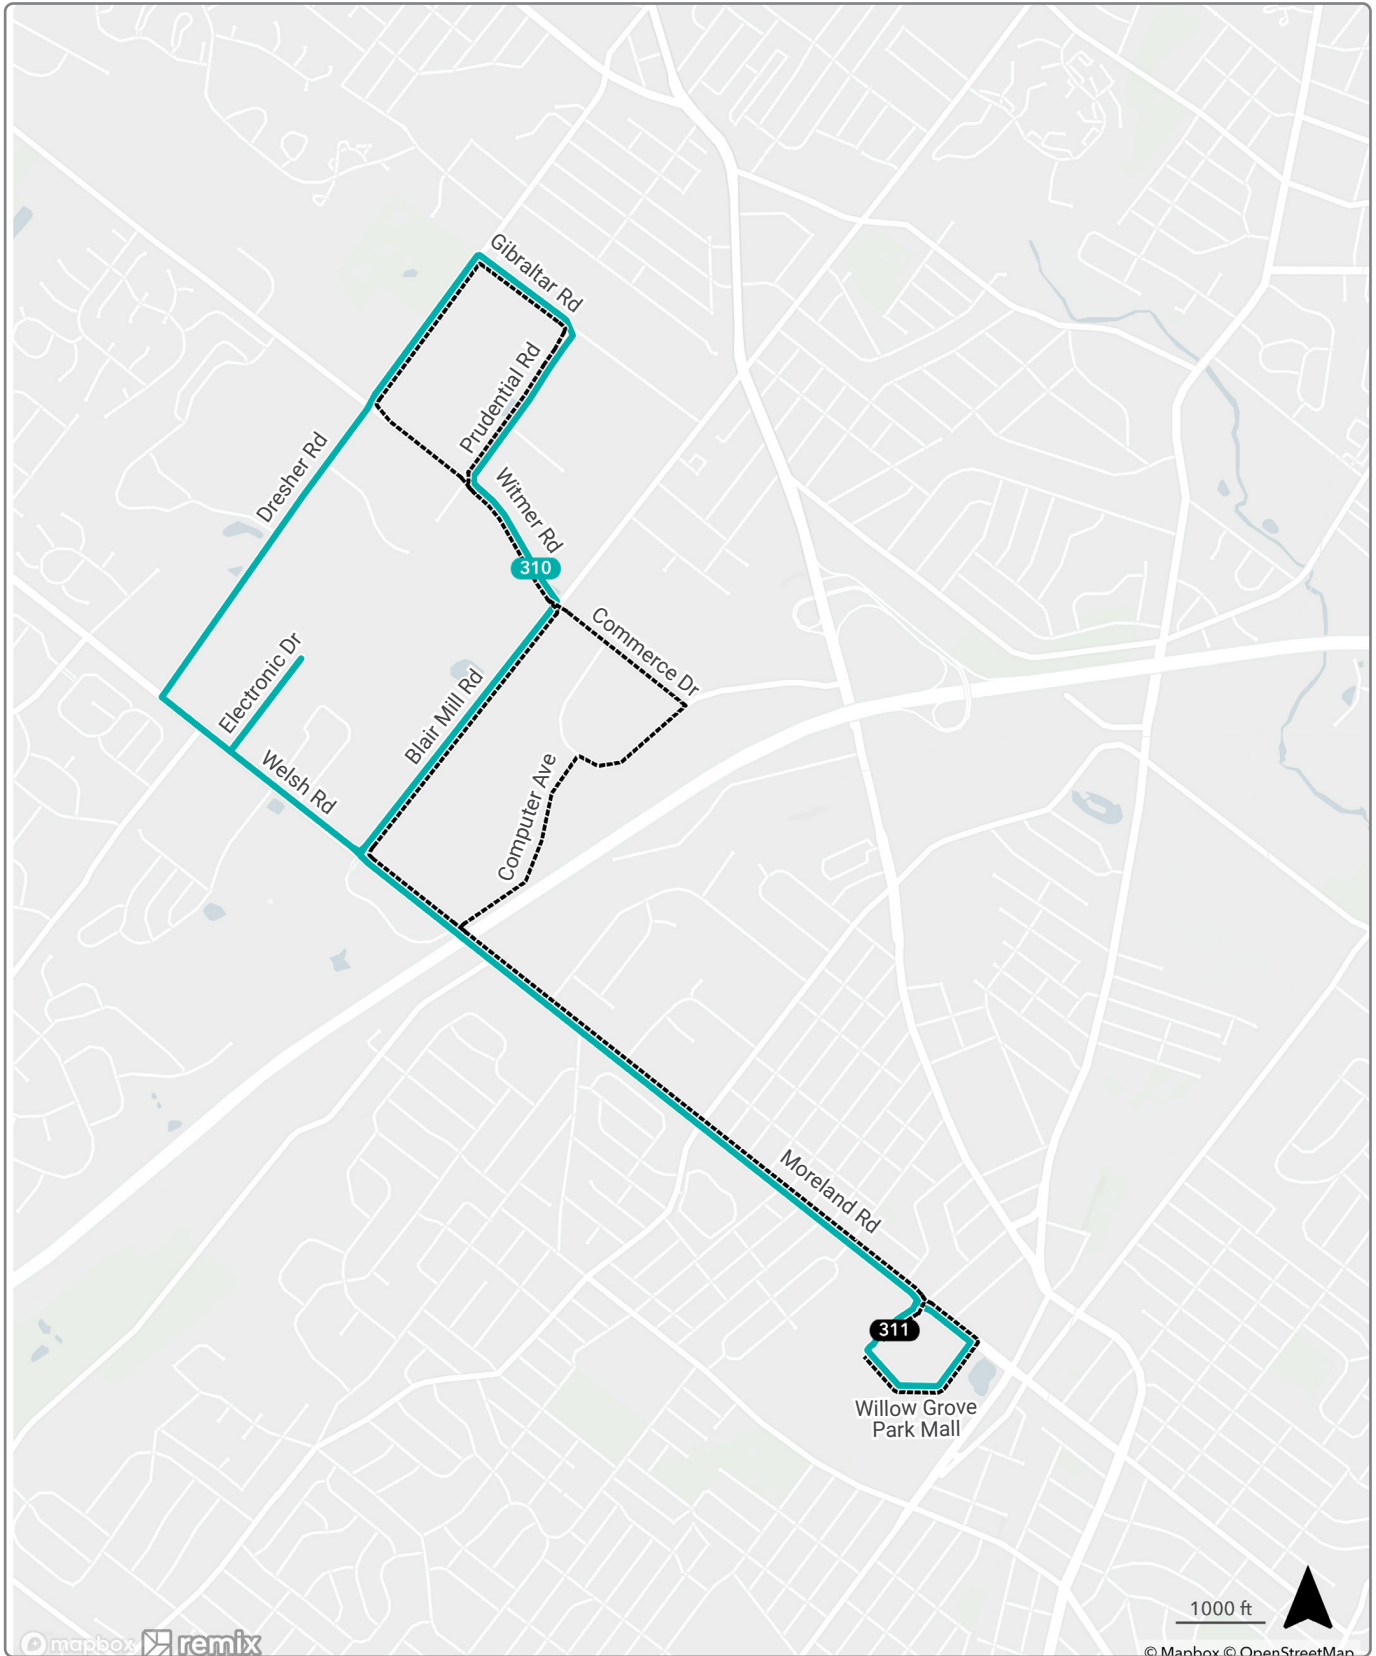 Gibraltar Rd
Prudential Rd
Dresher Rd
Witmer Rd
310
Commerce Dr
Electronic Dr
Blair Mill Rd
Welsh Rd
Computer Ave
Moreland Rd
311
Willow Grove
Park Mall
1000 ft
mapbox remix
© Mapbox © OpenStreetMap